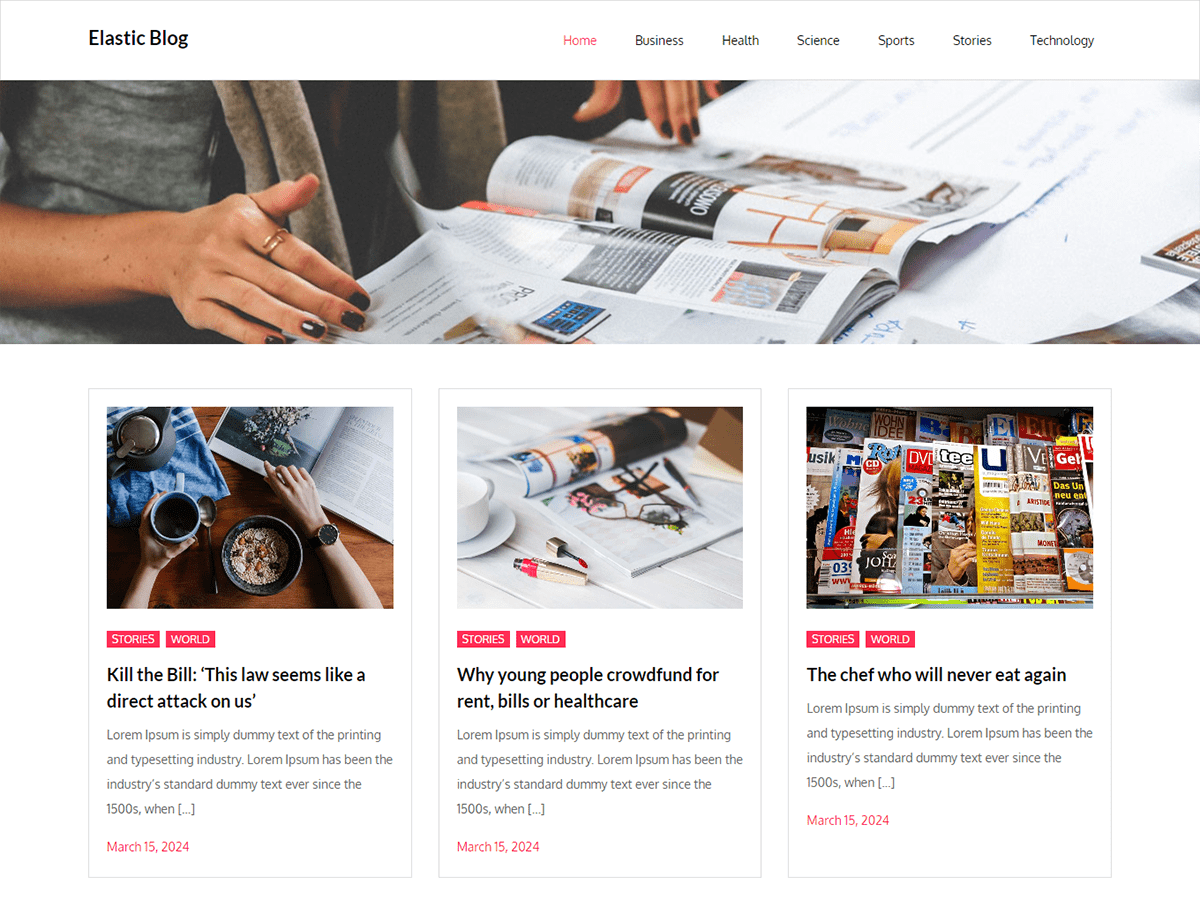 Elastic Blog
Home Business Health Science Sports Stories Technology
STORIES WORLD
Kill the Bill: ‘This law seems like a
direct attack on us’
Lorem Ipsum is simply dummy text of the printing
and typesetting industry. Lorem Ipsum has been the
industry’s standard dummy text ever since the
1500s, when […]
March 15, 2024
STORIES WORLD
Why young people crowdfund for
rent, bills or healthcare
Lorem Ipsum is simply dummy text of the printing
and typesetting industry. Lorem Ipsum has been the
industry’s standard dummy text ever since the
1500s, when […]
March 15, 2024
DVD
CD
MONET
STORIES WORLD
The chef who will never eat again
Lorem Ipsum is simply dummy text of the printing
and typesetting industry. Lorem Ipsum has been the
industry’s standard dummy text ever since the
1500s, when […]
March 15, 2024